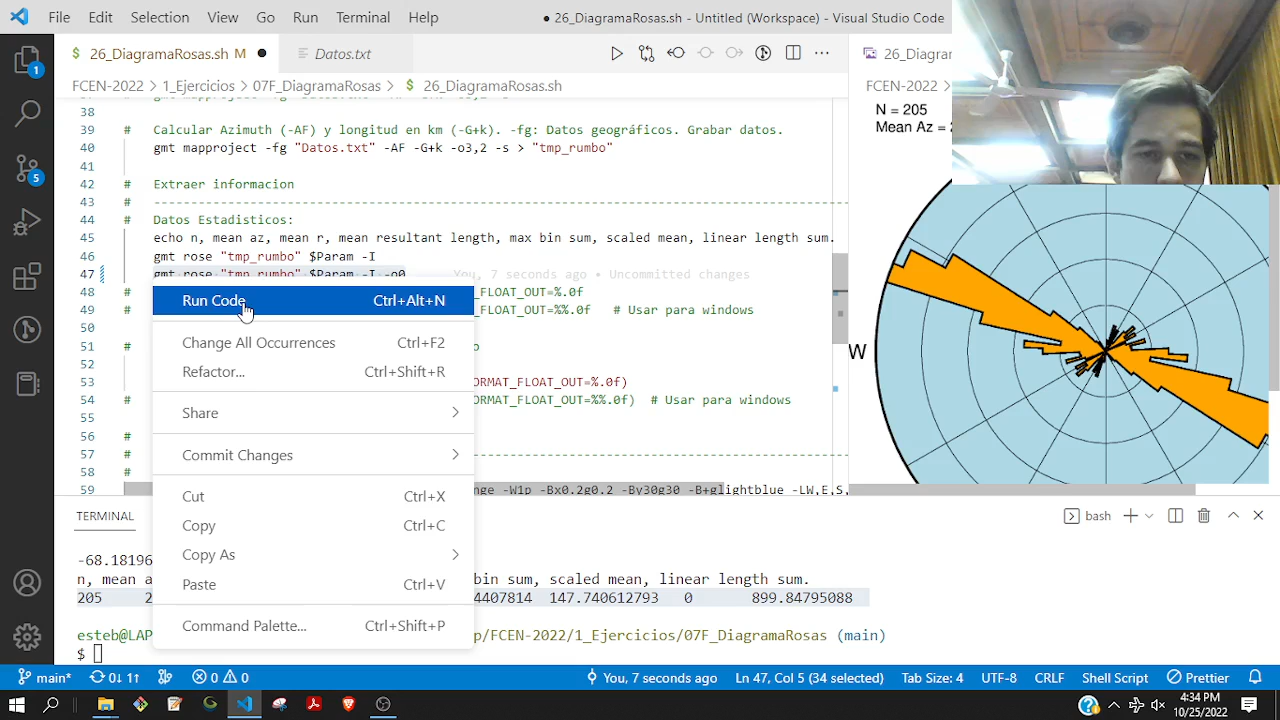 File Edit Selection View Go Run Terminal Help
● 26_DiagramaRosas.sh - Untitled (Workspace) - Visual Studio Code
$ 26_DiagramaRosas.sh M ●
Datos.txt
FCEN-2022 > 1_Ejercicios > 07F_DiagramaRosas > $ 26_DiagramaRosas.sh
38 #
39 # Calcular Azimuth (-AF) y longitud en km (-G+k). -fg: Datos geográficos. Grabar datos.
40 gmt mapproject -fg "Datos.txt" -AF -G+k -o3,2 -s > "tmp_rumbo"
41
42 # Extraer informacion
43 # -----------------------------------------------------------------------
44 # Datos Estadisticos:
45 echo n, mean az, mean r, mean resultant length, max bin sum, scaled mean, linear length sum.
46 gmt rose "tmp_rumbo" $Param -I
47 gmt rose "tmp_rumbo" $Param -I -o0 You, 7 seconds ago • Uncommitted changes
48 # _FLOAT_OUT=%.0f
49 # _FLOAT_OUT=%%.0f # Usar para windows
50
51 # o
52
53 ORMAT_FLOAT_OUT=%.0f)
54 # ORMAT_FLOAT_OUT=%%.0f) # Usar para windows
55
56 #
57 # -----------------------------------------------------------------------
58 #
59 nge -W1p -Bx0.2g0.2 -By30g30 -B+glightblue -LW,E,S,
Run Code Ctrl+Alt+N
Change All Occurrences Ctrl+F2
Refactor... Ctrl+Shift+R
Share
Commit Changes
Cut Ctrl+X
Copy Ctrl+C
Copy As
Paste Ctrl+V
Command Palette... Ctrl+Shift+P
26_Diagra
FCEN-2022 >
N = 205
Mean Az =
W
1
5
TERMINAL
bash
-68.18196
n, mean a bin sum, scaled mean, linear length sum.
205 2 4407814 147.740612793 0 899.84795088
esteb@LAP p/FCEN-2022/1_Ejercicios/07F_DiagramaRosas (main)
$
main* 0↓ 1↑ 0 0 You, 7 seconds ago Ln 47, Col 5 (34 selected) Tab Size: 4 UTF-8 CRLF Shell Script Prettier
4:34 PM
10/25/2022